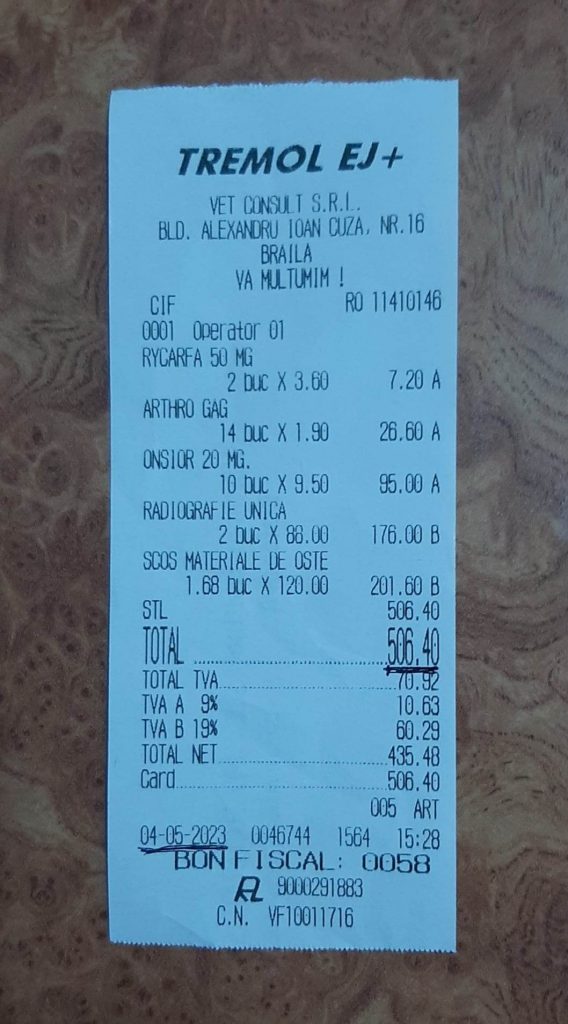 TREMOL EJ+
VET CONSULT S.R.L.
BLD. ALEXANDRU IOAN CUZA, NR.16
BRAILA
VA MULTUMIM !
CIF RO 11410146
0001 Operator 01
RYCARFA 50 MG
2 buc X 3.60 7.20 A
ARTHRO GAG
14 buc X 1.90 26.60 A
ONSIOR 20 MG.
10 buc X 9.50 95.00 A
RADIOGRAFIE UNICA
2 buc X 88.00 176.00 B
SCOS MATERIALE DE OSTE
1.68 buc X 120.00 201.60 B
STL 506.40
TOTAL 506.40
TOTAL TVA 70.92
TVA A 9% 10.63
TVA B 19% 60.29
TOTAL NET 435.48
Card 506.40
005 ART
04-05-2023 0046744 1564 15:28
BON FISCAL: 0058
9000291883
C.N. VF10011716